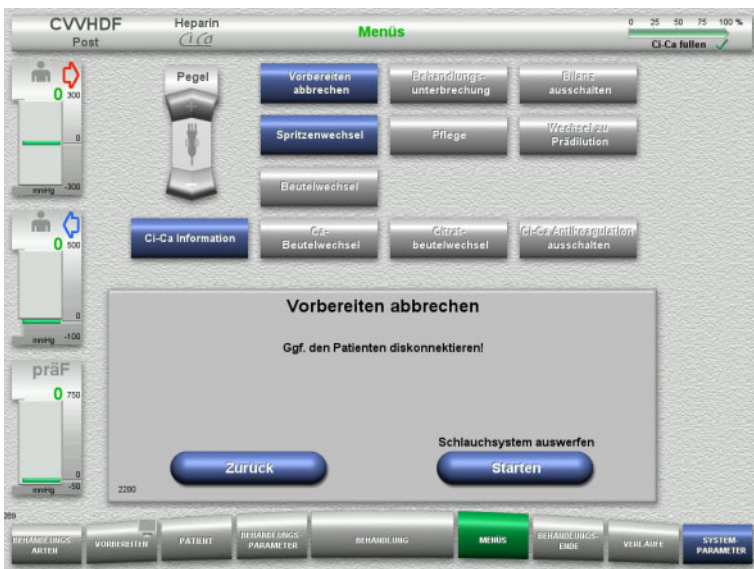 CVVHDF
Post
Heparin
Ci Ca
Menüs
0 25 50 75 100 %
Ci-Ca füllen
0 300
0
mmHg -300
Pegel
Vorbereiten
abbrechen
Behandlungs-
unterbrechung
Bilanz
ausschalten
Spritzenwechsel
Pflege
Wechsel zu
Prädilution
Beutelwechsel
0 500
0
mmHg -100
Ci-Ca Information
Ca-
Beutelwechsel
Citrat-
beutelwechsel
Ci-Ca Antikoagulation
ausschalten
Vorbereiten abbrechen
Ggf. den Patienten diskonnektieren!
präF
0 750
0
mmHg -50
Schlauchsystem auswerfen
Zurück
Starten
2200
BEHANDLUNGS-
ARTEN
VORBEREITEN
PATIENT
BEHANDLUNGS-
PARAMETER
BEHANDLUNG
MENÜS
BEHANDLUNGS-
ENDE
VERLÄUFE
SYSTEM-
PARAMETER